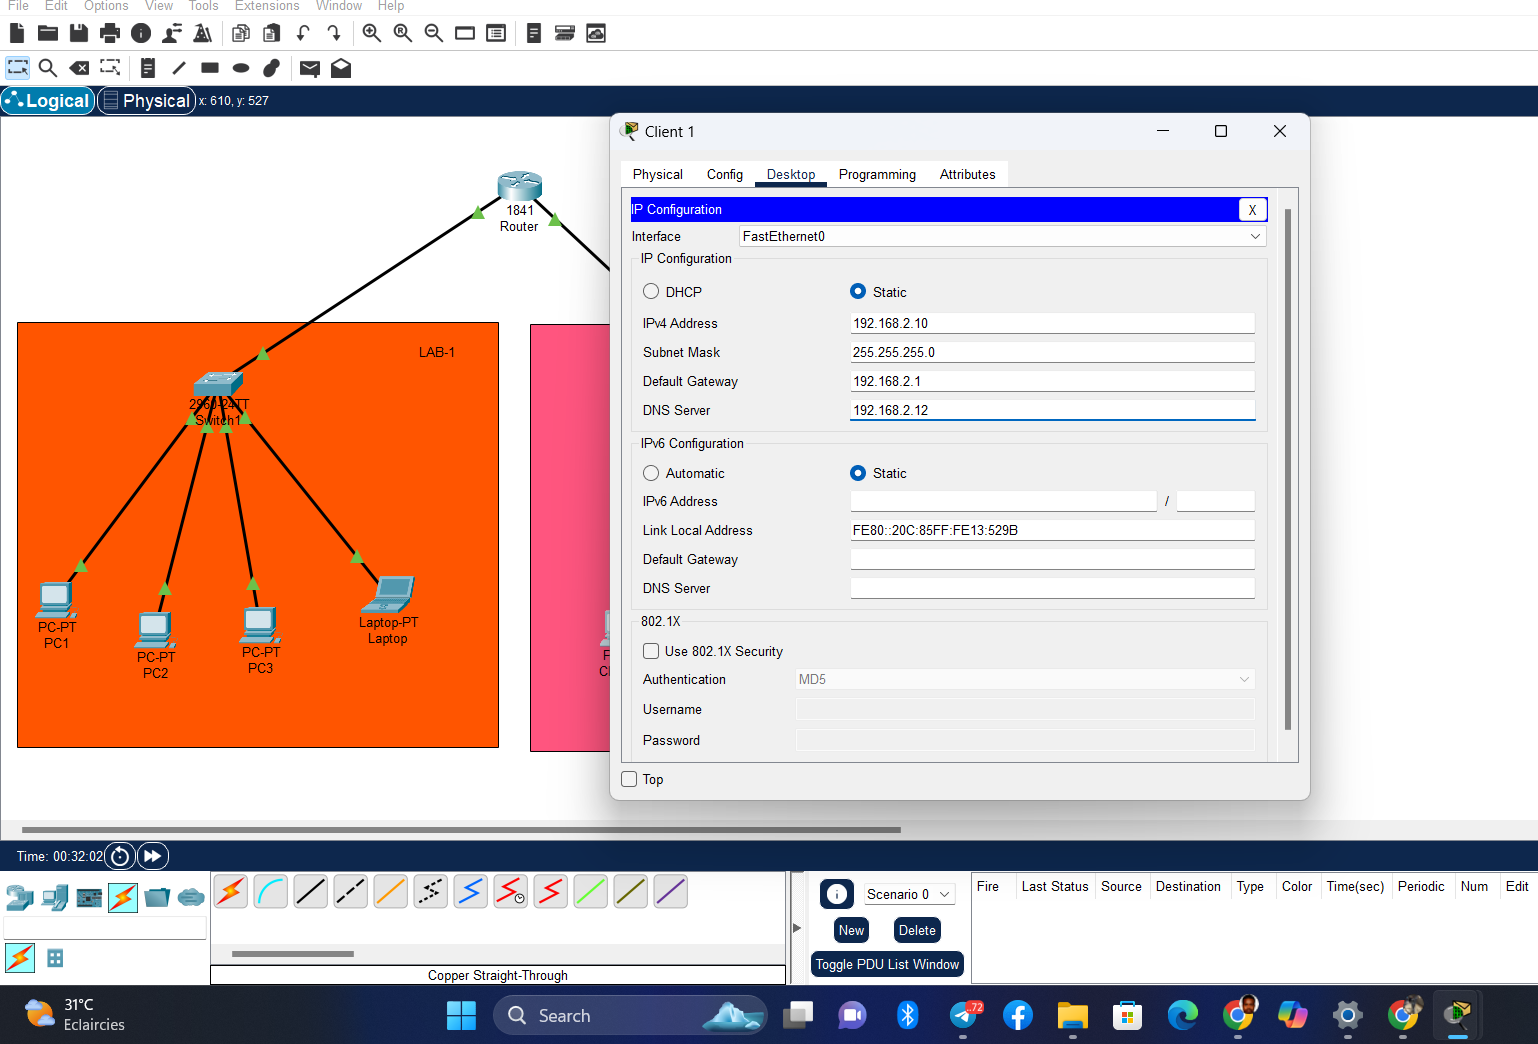 File Edit Options View Tools Extensions Window Help
Logical Physical x: 610, y: 527
Client 1
Physical Config Desktop Programming Attributes
IP Configuration X
Interface FastEthernet0
IP Configuration
DHCP Static
IPv4 Address 192.168.2.10
Subnet Mask 255.255.255.0
Default Gateway 192.168.2.1
DNS Server 192.168.2.12
IPv6 Configuration
Automatic Static
IPv6 Address /
Link Local Address FE80::20C:85FF:FE13:529B
Default Gateway
DNS Server
802.1X
Use 802.1X Security
Authentication MD5
Username
Password
Top
1841
Router
LAB-1
2960-24TT
Switch1
PC-PT
PC1
PC-PT
PC2
PC-PT
PC3
Laptop-PT
Laptop
Time: 00:32:02
Copper Straight-Through
Scenario 0
New Delete
Toggle PDU List Window
Fire Last Status Source Destination Type Color Time(sec) Periodic Num Edit
31°C
Eclaircies
Search
72